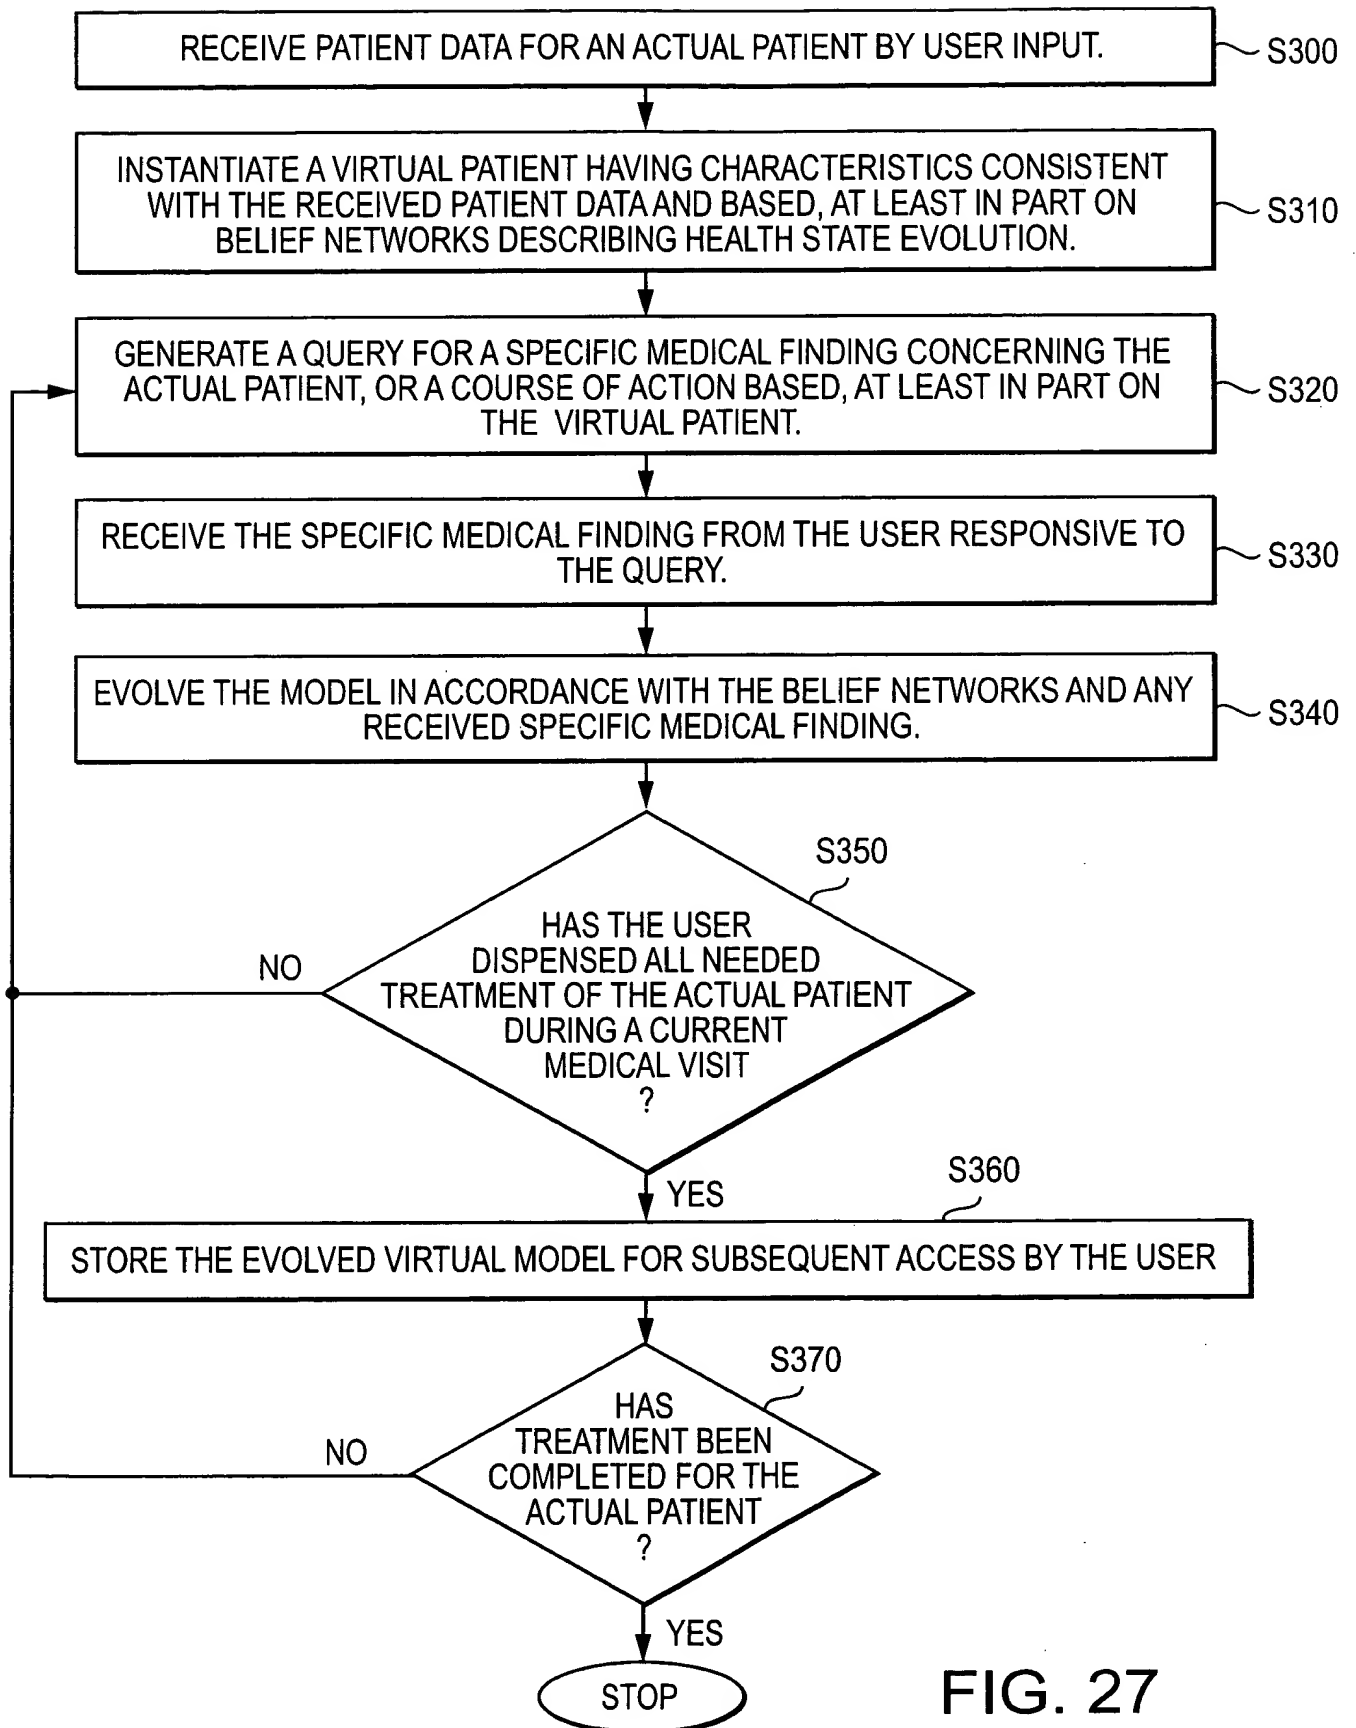 RECEIVE PATIENT DATA FOR AN ACTUAL PATIENT BY USER INPUT.
S300
INSTANTIATE A VIRTUAL PATIENT HAVING CHARACTERISTICS CONSISTENT
WITH THE RECEIVED PATIENT DATA AND BASED, AT LEAST IN PART ON
BELIEF NETWORKS DESCRIBING HEALTH STATE EVOLUTION.
S310
GENERATE A QUERY FOR A SPECIFIC MEDICAL FINDING CONCERNING THE
ACTUAL PATIENT, OR A COURSE OF ACTION BASED, AT LEAST IN PART ON
THE VIRTUAL PATIENT.
S320
RECEIVE THE SPECIFIC MEDICAL FINDING FROM THE USER RESPONSIVE TO
THE QUERY.
S330
EVOLVE THE MODEL IN ACCORDANCE WITH THE BELIEF NETWORKS AND ANY
RECEIVED SPECIFIC MEDICAL FINDING.
S340
S350
HAS THE USER
DISPENSED ALL NEEDED
TREATMENT OF THE ACTUAL PATIENT
DURING A CURRENT
MEDICAL VISIT
?
NO
YES
S360
STORE THE EVOLVED VIRTUAL MODEL FOR SUBSEQUENT ACCESS BY THE USER
S370
HAS
TREATMENT BEEN
COMPLETED FOR THE
ACTUAL PATIENT
?
NO
YES
STOP
FIG. 27